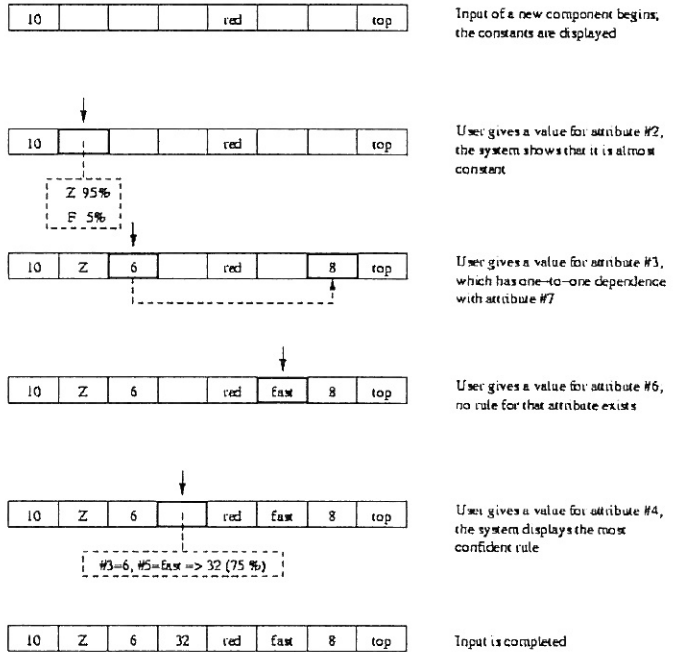 10 red top
Input of a new component begins,
the constants are displayed
10 red top
User gives a value for attribute #2,
the system shows that it is almost
constant
Z 95%
F 5%
10 Z 6 red 8 top
User gives a value for attribute #3,
which has one-to-one dependence
with attribute #7
10 Z 6 red fast 8 top
User gives a value for attribute #6,
no rule for that attribute exists
10 Z 6 red fast 8 top
User gives a value for attribute #4,
the system displays the most
confident rule
#3=6, #5=fast => 32 (75 %)
10 Z 6 32 red fast 8 top
Input is completed